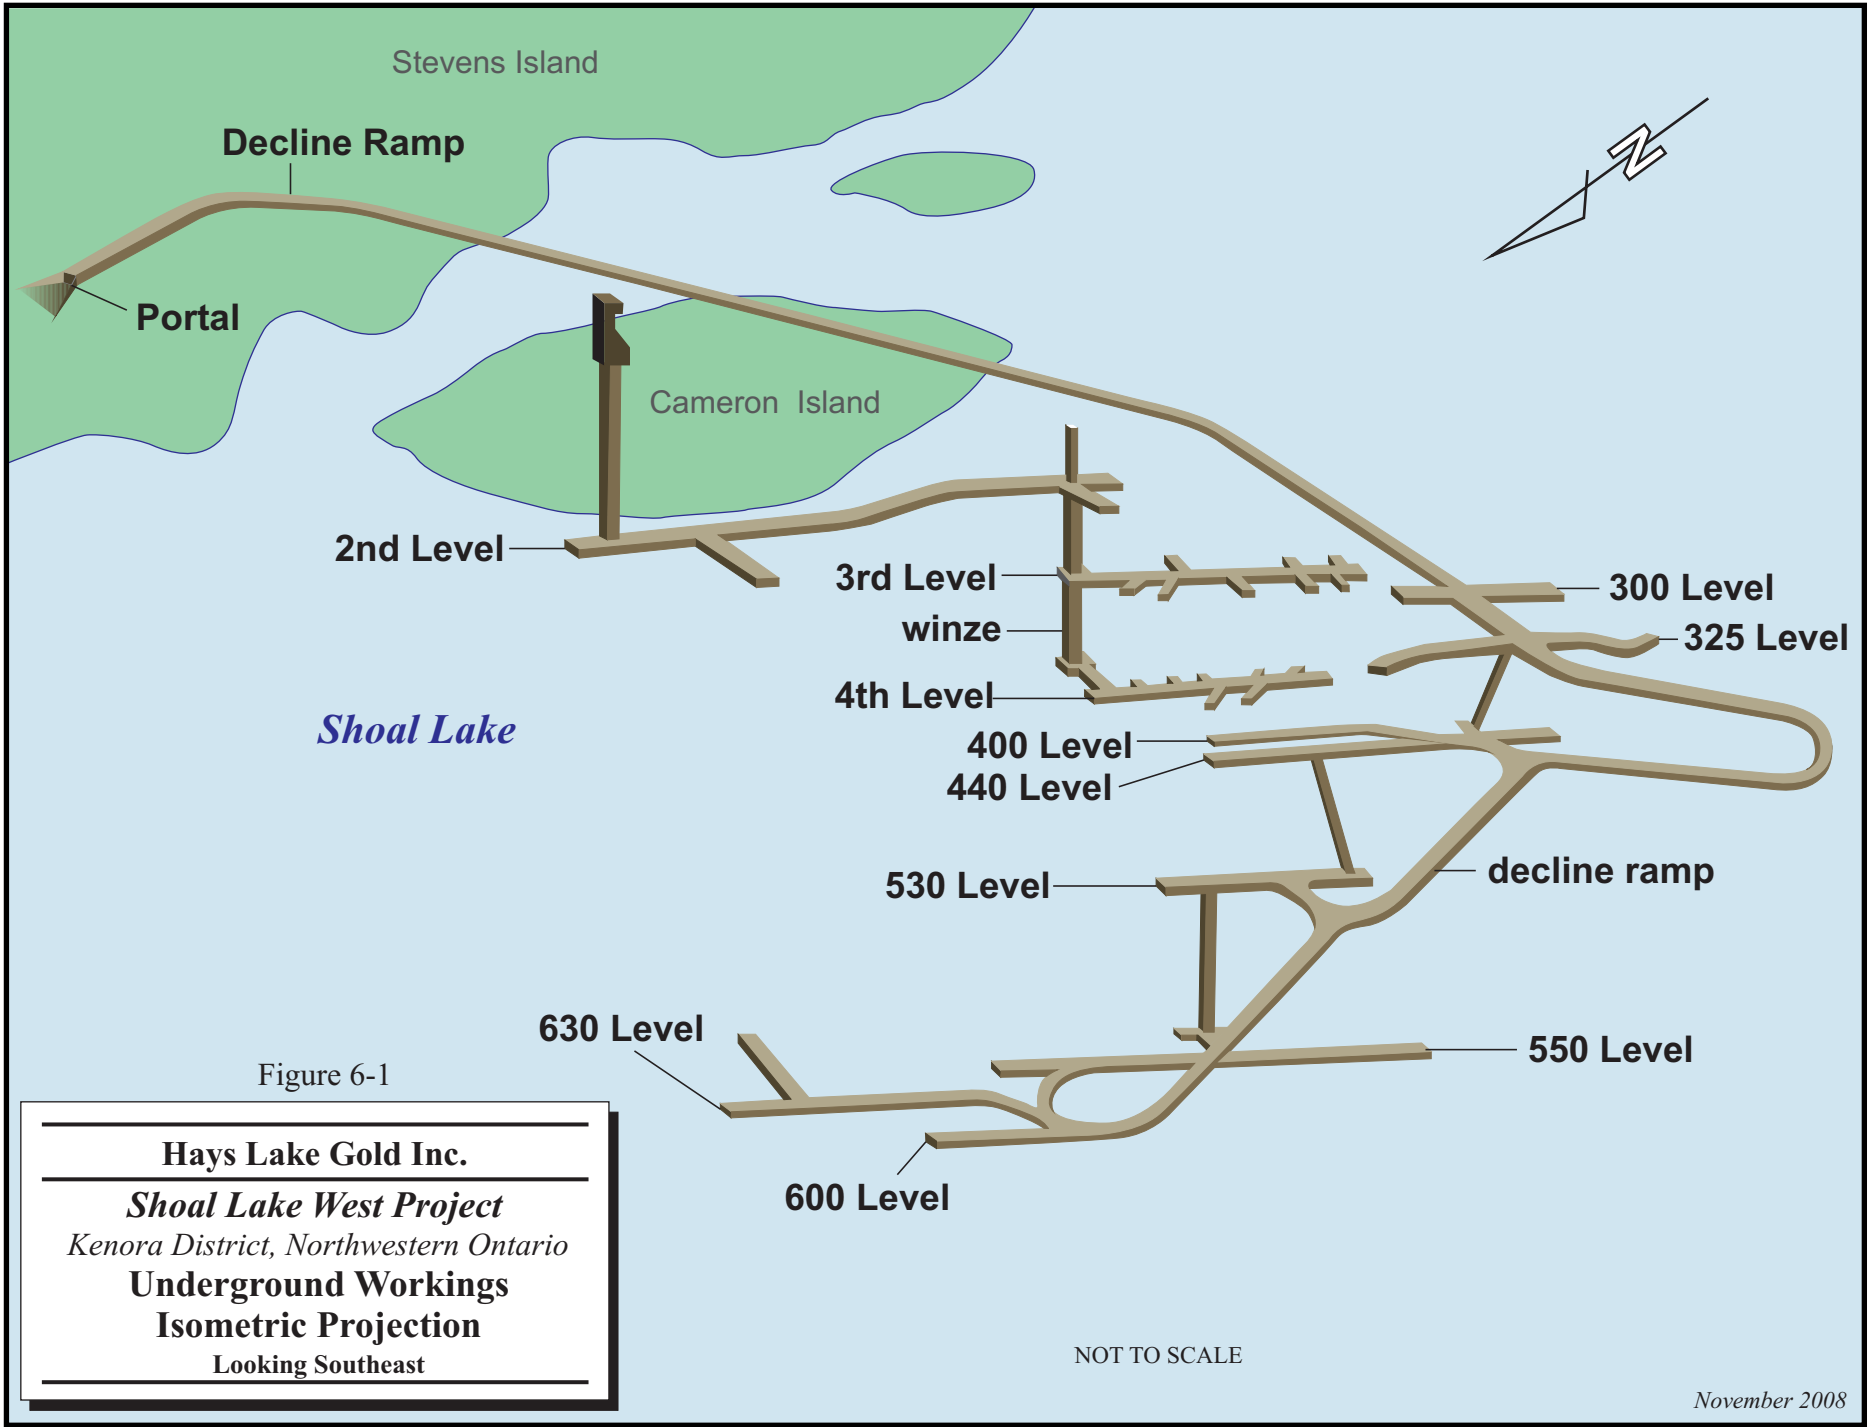 Stevens Island
Decline Ramp
N
Portal
Cameron Island
2nd Level
3rd Level
300 Level
winze
325 Level
4th Level
Shoal Lake
400 Level
440 Level
530 Level
decline ramp
630 Level
550 Level
600 Level
Figure 6-1
Hays Lake Gold Inc.
Shoal Lake West Project
Kenora District, Northwestern Ontario
Underground Workings
Isometric Projection
Looking Southeast
NOT TO SCALE
November 2008